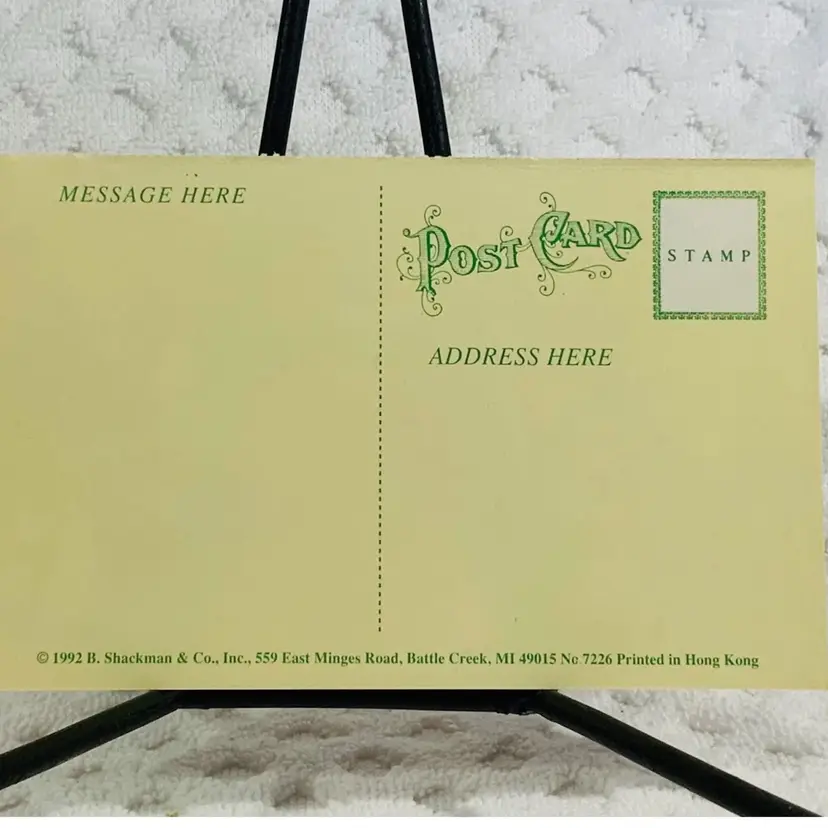 MESSAGE HERE
POST CARD
STAMP
ADDRESS HERE
© 1992 B. Shackman & Co., Inc., 559 East Minges Road, Battle Creek, MI 49015 No 7226 Printed in Hong Kong